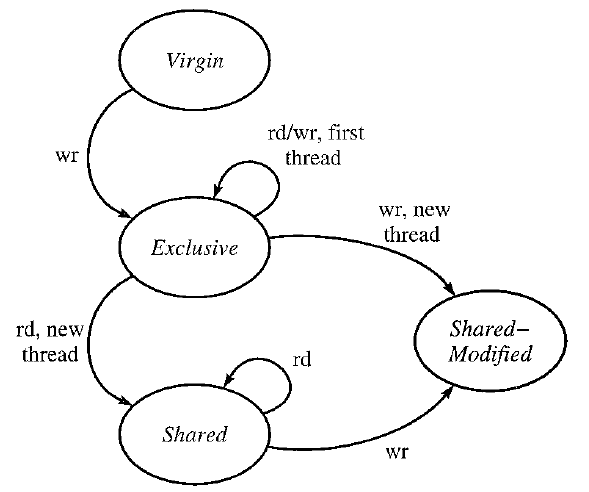 Virgin
wr
rd/wr, first
thread
wr, new
thread
Exclusive
rd, new
thread
Shared−
Modified
rd
Shared
wr